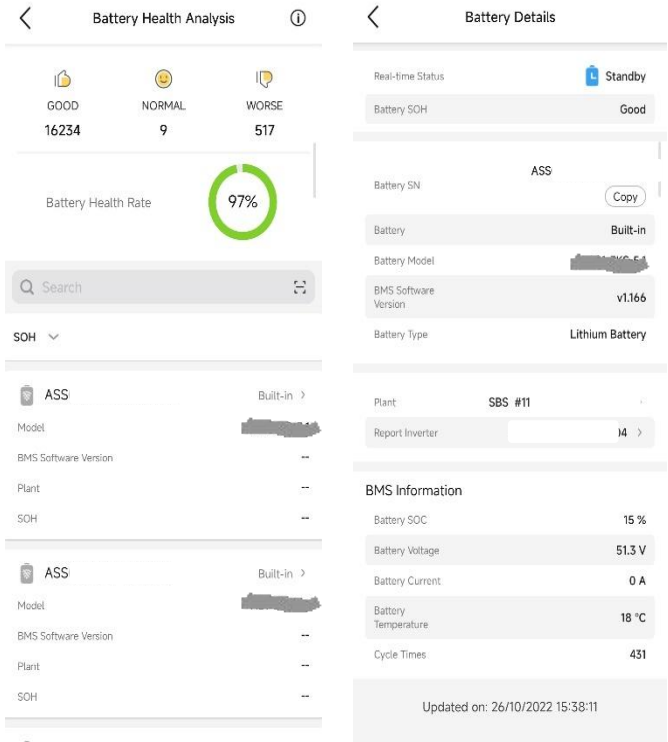 Battery Health Analysis
GOOD NORMAL WORSE
16234 9 517
Battery Health Rate 97%
Search
SOH
ASS Built-in
Model
BMS Software Version --
Plant --
SOH --
ASS Built-in
Model
BMS Software Version --
Plant --
SOH --
Battery Details
Real-time Status Standby
Battery SOH Good
ASS
Battery SN
Copy
Battery Built-in
Battery Model
BMS Software
Version
v1.166
Battery Type Lithium Battery
Plant SBS #11
Report Inverter 04
BMS Information
Battery SOC 15 %
Battery Voltage 51.3 V
Battery Current 0 A
Battery
Temperature
18 °C
Cycle Times 431
Updated on: 26/10/2022 15:38:11